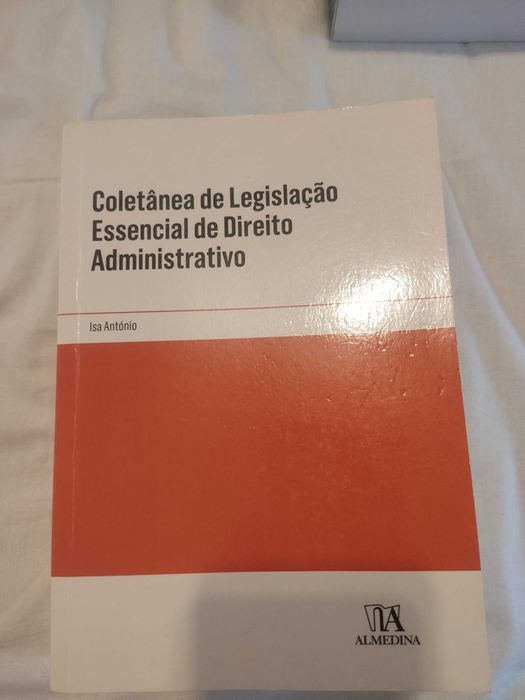 Coletânea de Legislação
Essencial de Direito
Administrativo
Isa António
ALMEDINA